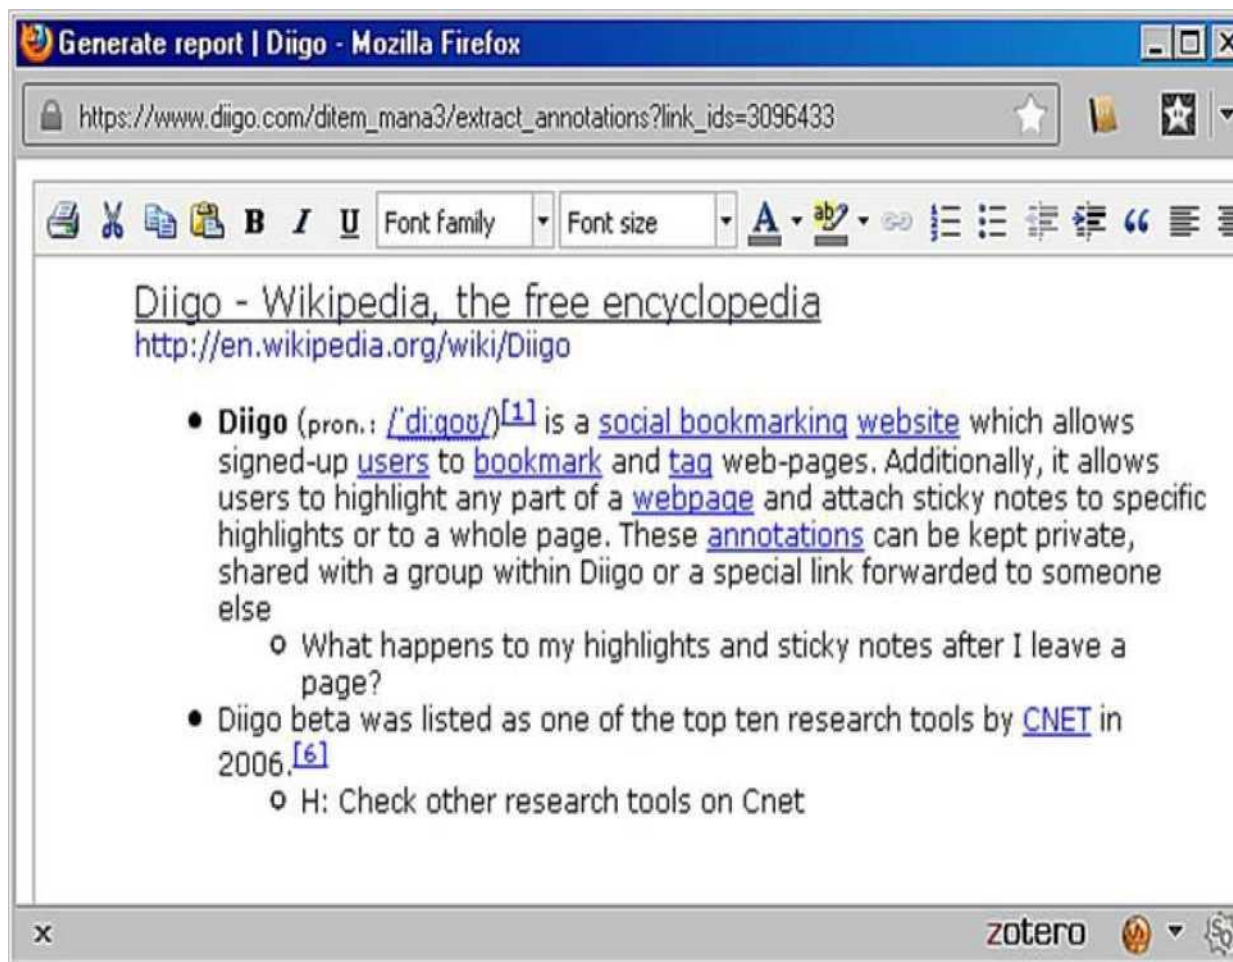 Generate report | Diigo - Mozilla Firefox
https://www.diigo.com/ditem_mana3/extract_annotations?link_ids=3096433
B I U Font family Font size A ab
Diigo - Wikipedia, the free encyclopedia
http://en.wikipedia.org/wiki/Diigo
• Diigo (pron.: /ˈdiːɡoʊ/)[1] is a social bookmarking website which allows
signed-up users to bookmark and tag web-pages. Additionally, it allows
users to highlight any part of a webpage and attach sticky notes to specific
highlights or to a whole page. These annotations can be kept private,
shared with a group within Diigo or a special link forwarded to someone
else
o What happens to my highlights and sticky notes after I leave a
page?
• Diigo beta was listed as one of the top ten research tools by CNET in
2006.[6]
o H: Check other research tools on Cnet
x zotero